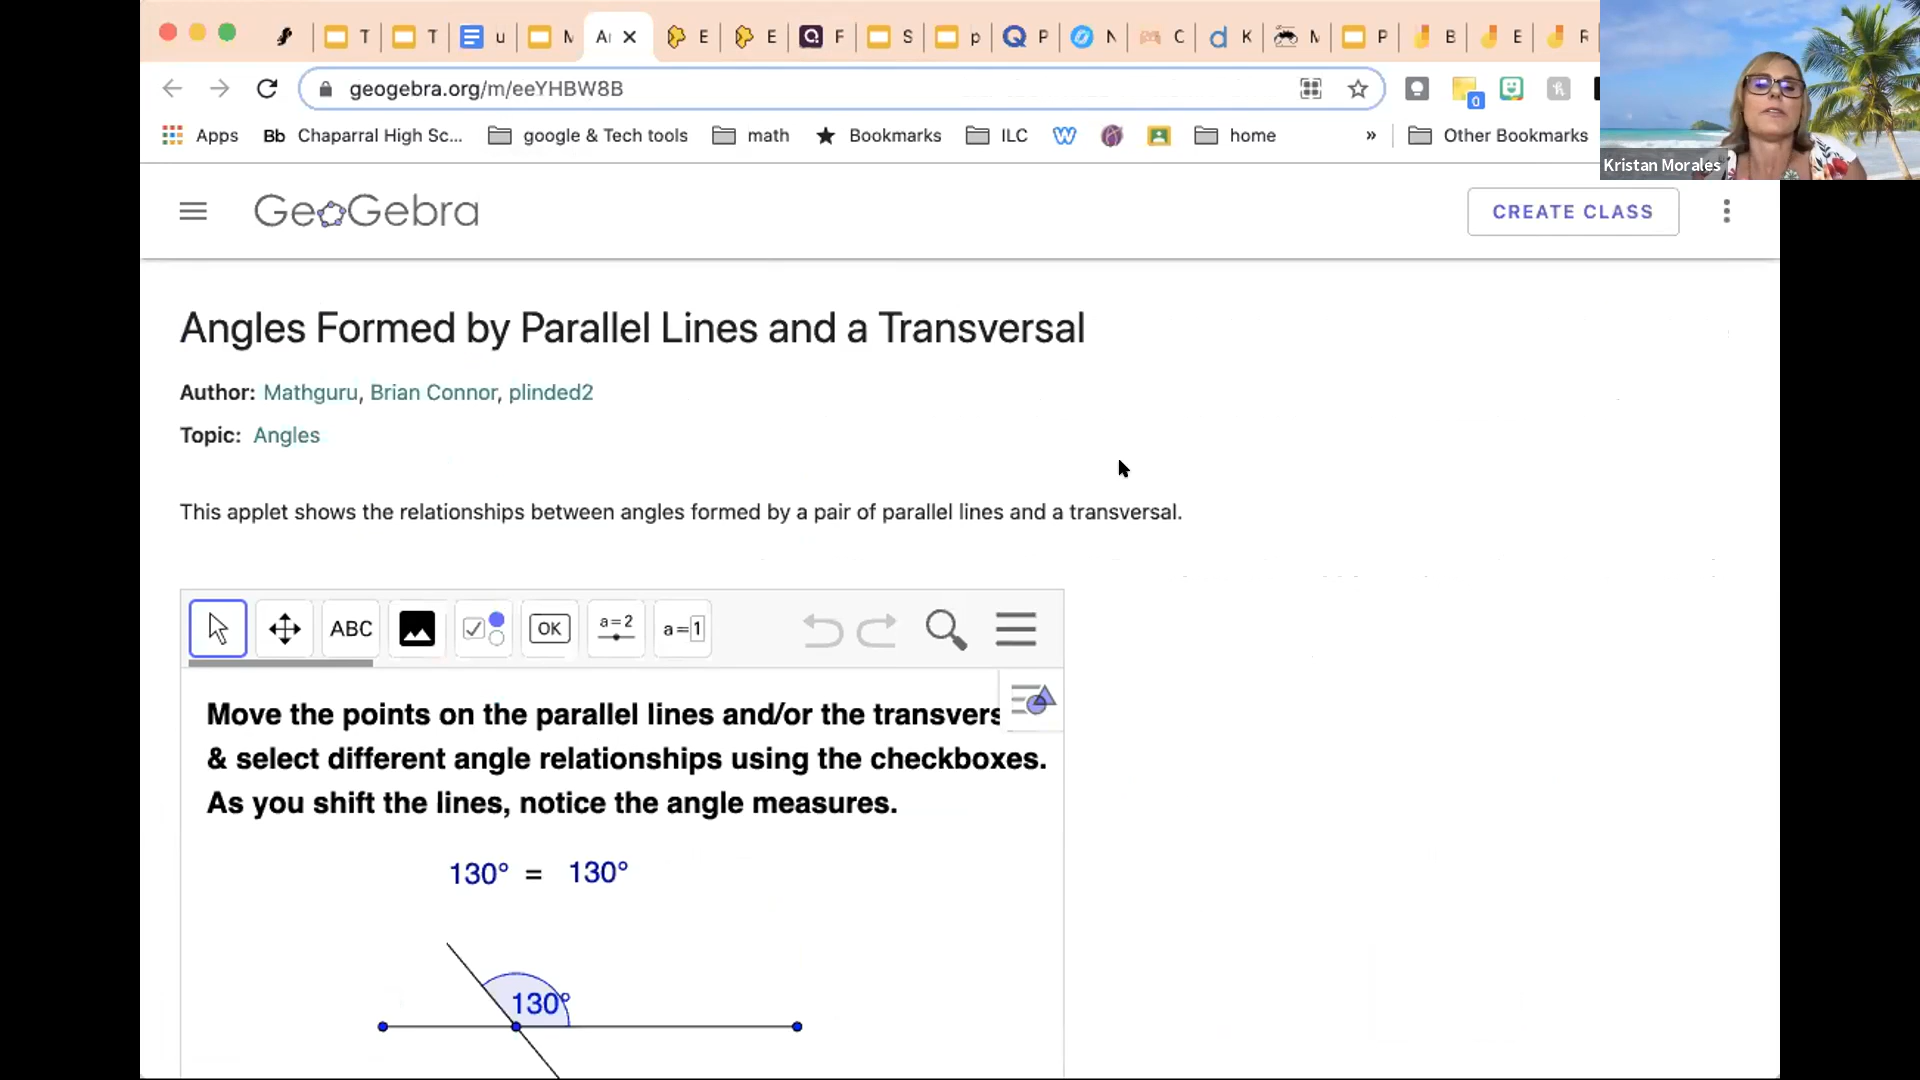 T
T
u
M
Ar
E
E
F
S
p
P
N
C
K
M
P
B
E
F
geogebra.org/m/eeYHBW8B
0
Apps
Bb Chaparral High Sc...
google & Tech tools
math
Bookmarks
ILC
home
»
Other Bookmarks
Kristan Morales
GeoGebra
CREATE CLASS
Angles Formed by Parallel Lines and a Transversal
Author: Mathguru, Brian Connor, plinded2
Topic: Angles
This applet shows the relationships between angles formed by a pair of parallel lines and a transversal.
ABC
OK
a=2
a=1
Move the points on the parallel lines and/or the transvers
& select different angle relationships using the checkboxes.
As you shift the lines, notice the angle measures.
130° = 130°
130°